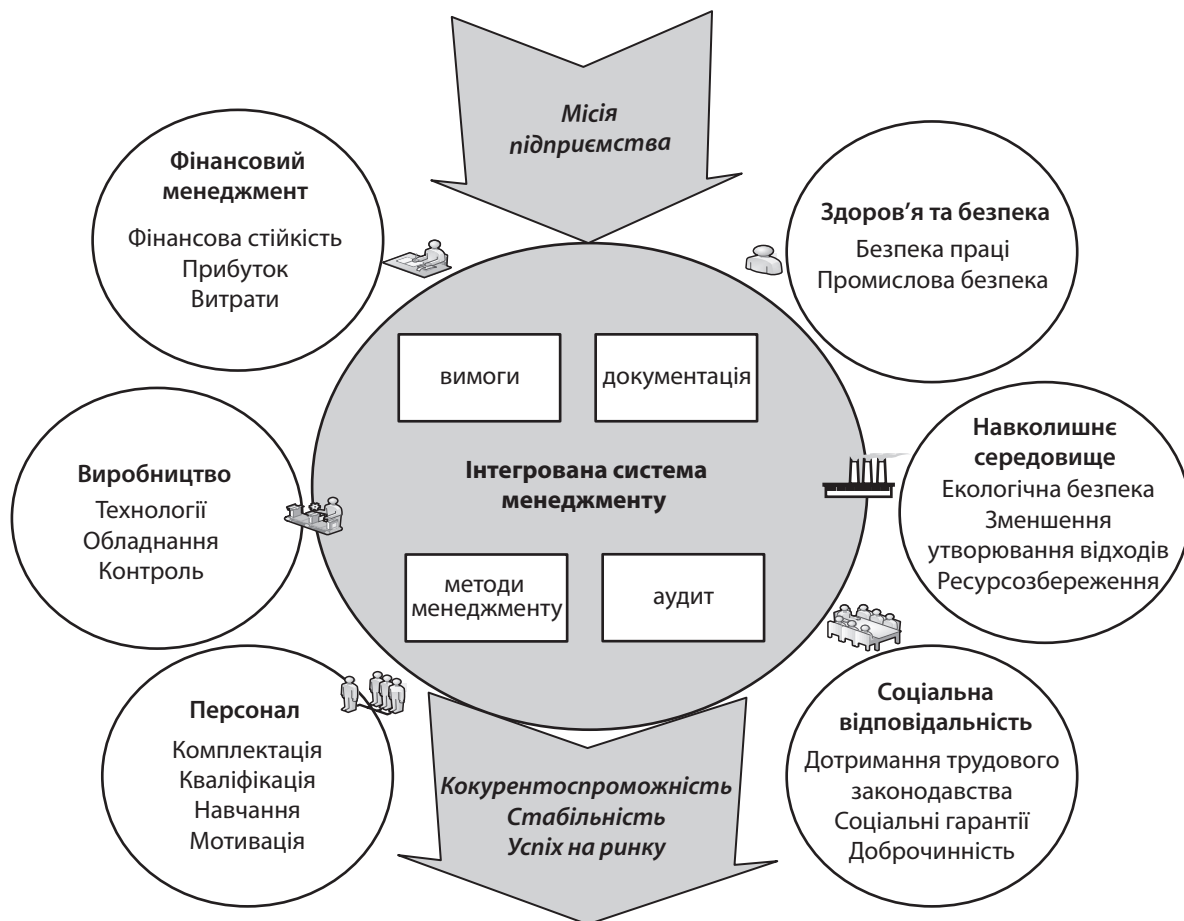 Місія
підприємства
Фінансовий
менеджмент
Фінансова стійкість
Прибуток
Витрати
Здоров’я та безпека
Безпека праці
Промислова безпека
вимоги
документація
Виробництво
Технології
Обладнання
Контроль
Інтегрована система
менеджменту
Навколишнє
середовище
Екологічна безпека
Зменшення
утворювання відходів
Ресурсозбереження
методи
менеджменту
аудит
Персонал
Комплектація
Кваліфікація
Навчання
Мотивація
Кокурентоспроможність
Стабільність
Успіх на ринку
Соціальна
відповідальність
Дотримання трудового
законодавства
Соціальні гарантії
Доброчинність